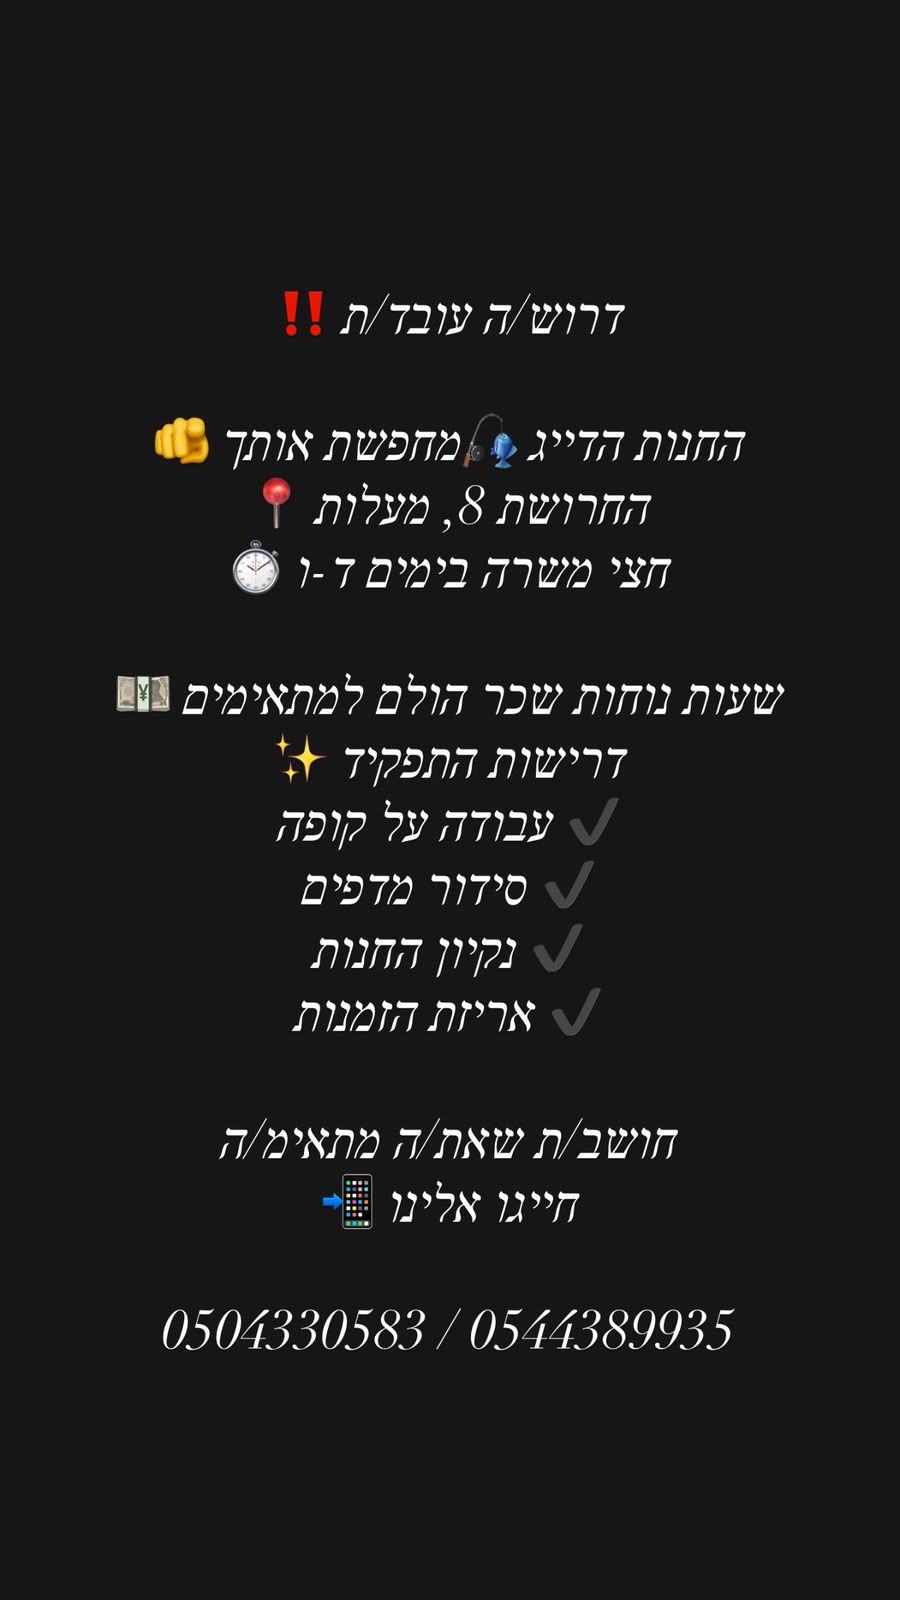 דרוש/ה עובד/ת ‼️
החנות הדייג 🎣מחפשת אותך 🫵
החרושת 8, מעלות 📍
חצי משרה בימים ד -ו ⏱️
שעות נוחות שכר הולם למתאימים 💴
דרישות התפקיד ✨
✔️ עבודה על קופה
✔️ סידור מדפים
✔️ נקיון החנות
✔️ אריזת הזמנות
חושב/ת שאת/ה מתאימ/ה
חייגו אלינו 📲
0504330583 / 0544389935